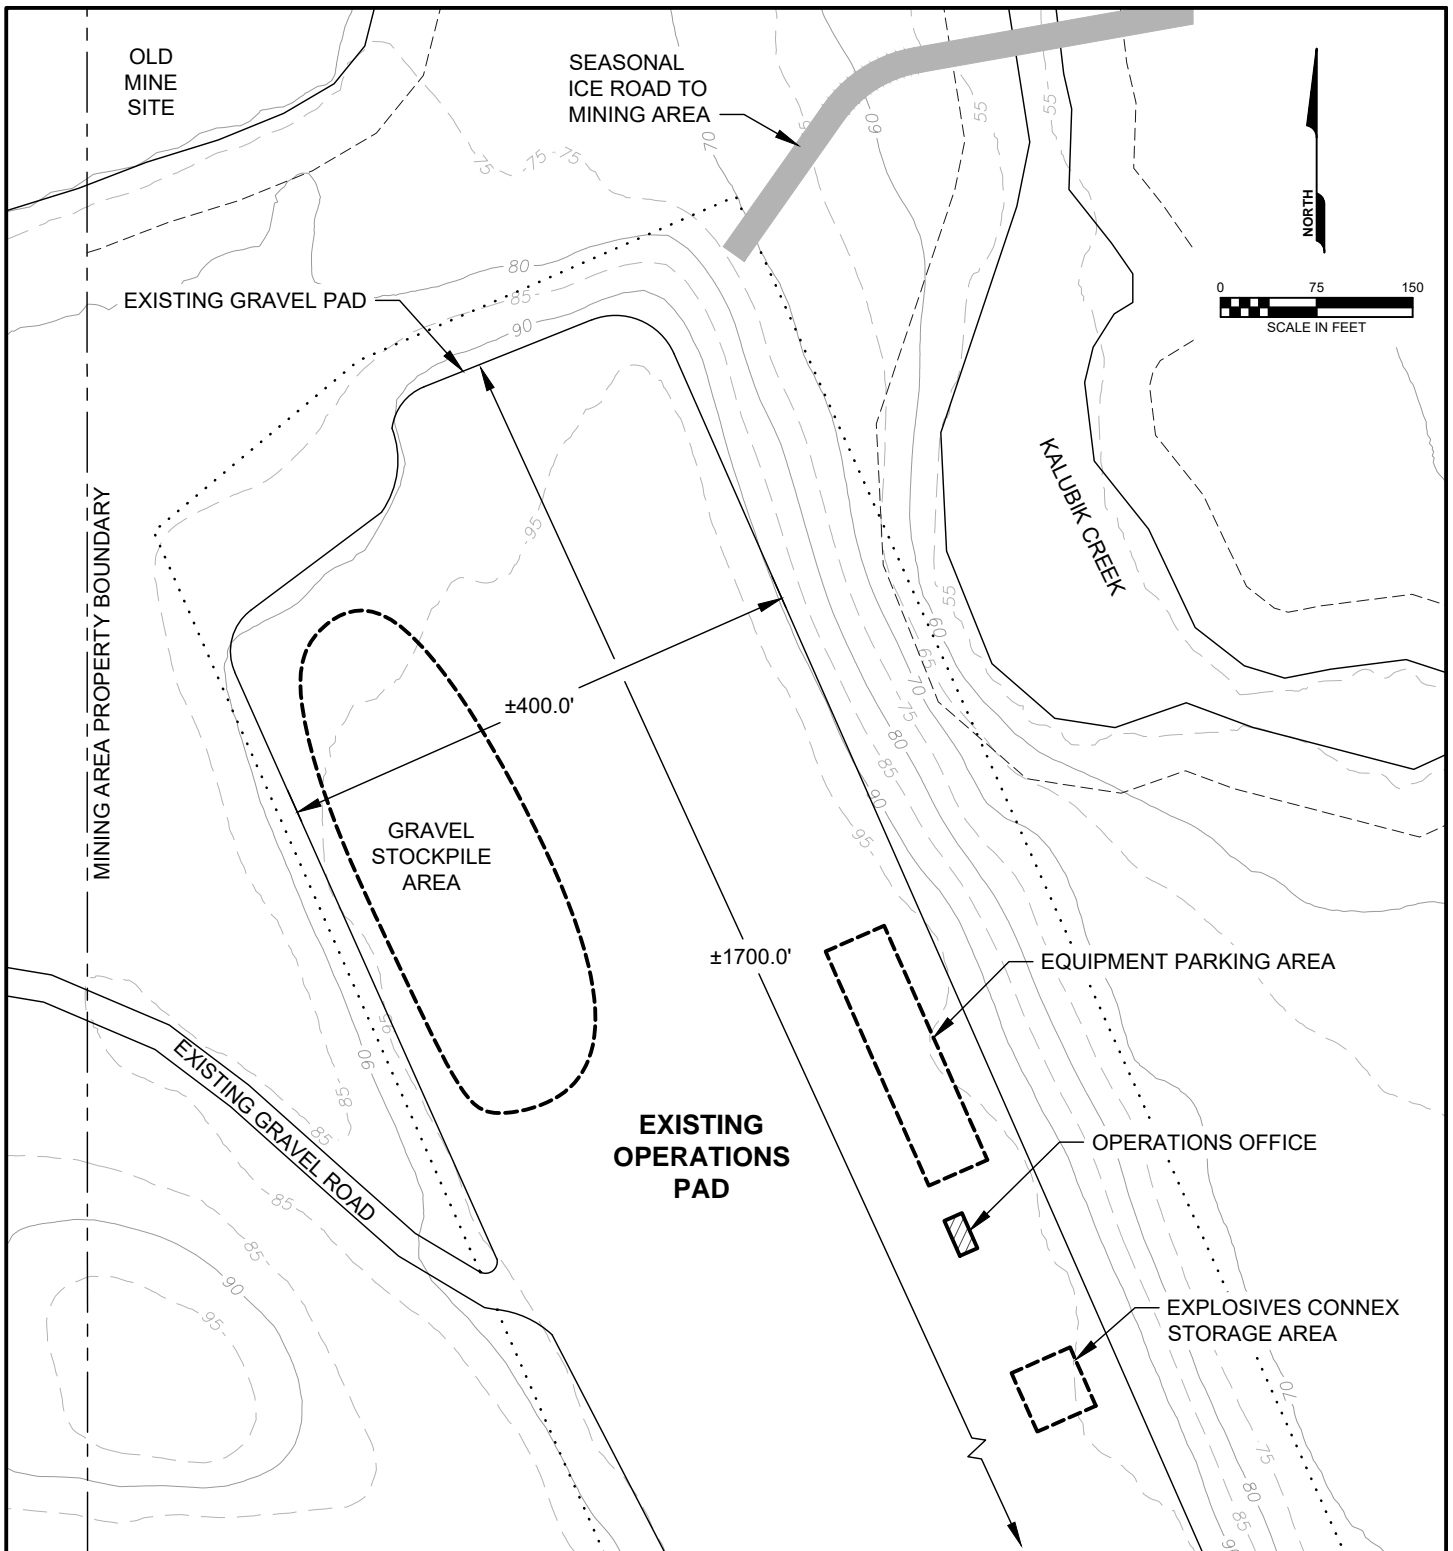 OLD
MINE
SITE
SEASONAL
ICE ROAD TO
MINING AREA
NORTH
0 75 150
SCALE IN FEET
55
55
60
70
75
75
75
80
85
90
EXISTING GRAVEL PAD
95
KALUBIK CREEK
MINING AREA PROPERTY BOUNDARY
55
60
65
70
75
80
85
90
95
±400.0'
GRAVEL
STOCKPILE
AREA
±1700.0'
EQUIPMENT PARKING AREA
95
90
85
85
EXISTING GRAVEL ROAD
85
85
90
95
EXISTING
OPERATIONS
PAD
OPERATIONS OFFICE
EXPLOSIVES CONNEX
STORAGE AREA
70
75
80
85
90